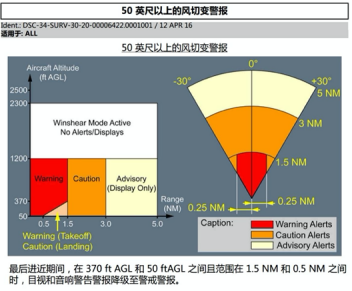 50 英尺以上的风切变警报
Ident.: DSC-34-SURV-30-20-00006422.0001001 / 12 APR 16
适用于: ALL
50 英尺以上的风切变警报
Aircraft Altitude
(ft AGL)
2500
2300
Winshear Mode Active
No Alerts/Displays
1200
Warning
Caution
Advisory
(Display Only)
370
50
0.5
1.5
3.0
5.0
Range
(NM)
Warning (Takeoff)
Caution (Landing)
0°
-30°
+30°
5 NM
3 NM
1.5 NM
0.25 NM
0.25 NM
Caption:
Warning Alerts
Caution Alerts
Advisory Alerts
最后进近期间，在 370 ft AGL 和 50 ftAGL 之间且范围在 1.5 NM 和 0.5 NM 之间
时，目视和音响警告警报降级至警戒警报。